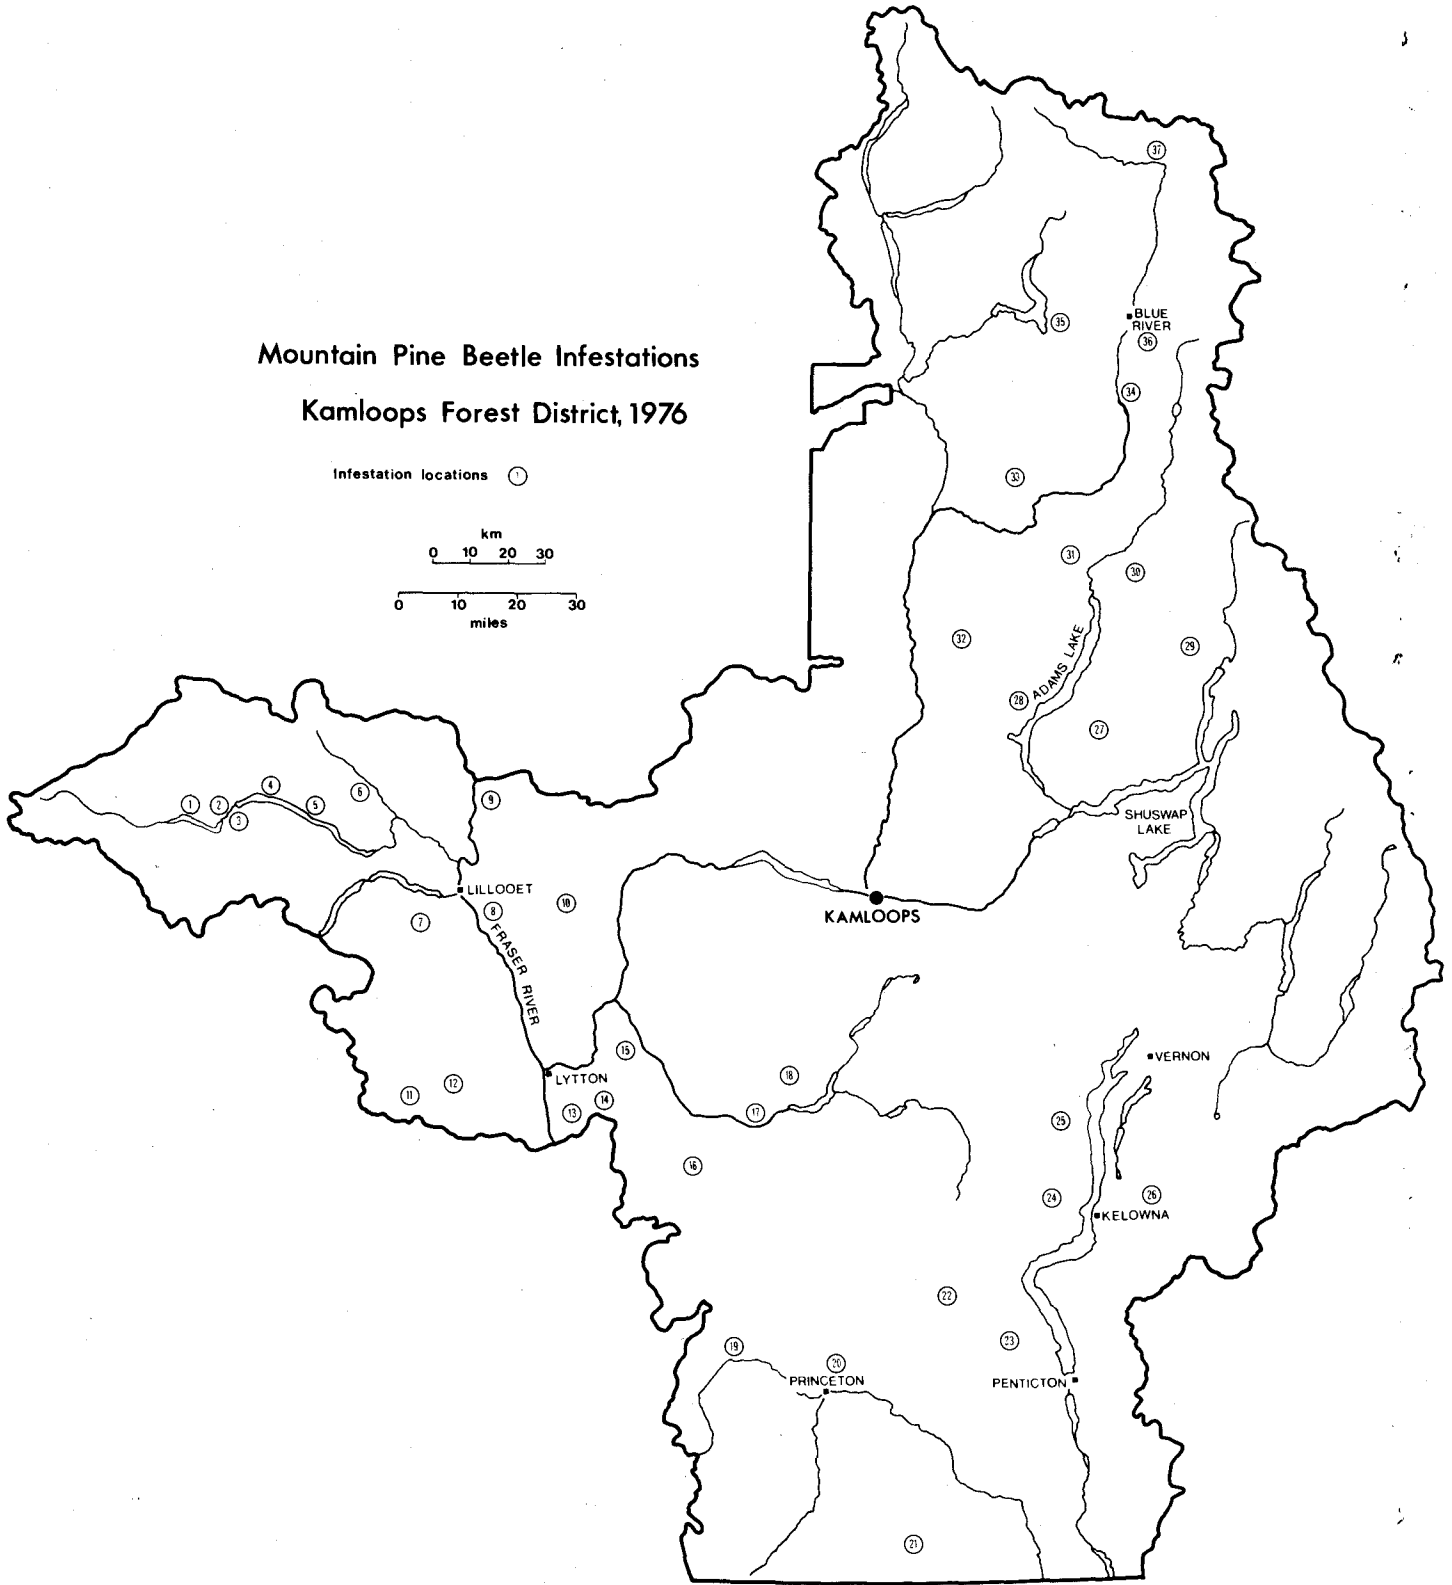 37
BLUE
RIVER
35
36
Mountain Pine Beetle Infestations
34
Kamloops Forest District, 1976
Infestation locations 1
33
km
0 10 20 30
31
30
0 10 20 30
miles
32
ADAMS LAKE
29
28
27
4
6
9
1
2
5
3
SHUSWAP
LAKE
LILLOOET
10
8
7
KAMLOOPS
FRASER RIVER
15
VERNON
18
LYTTON
12
11
14
13
17
25
16
24
26
KELOWNA
22
23
19
20
PRINCETON
PENTICTON
21